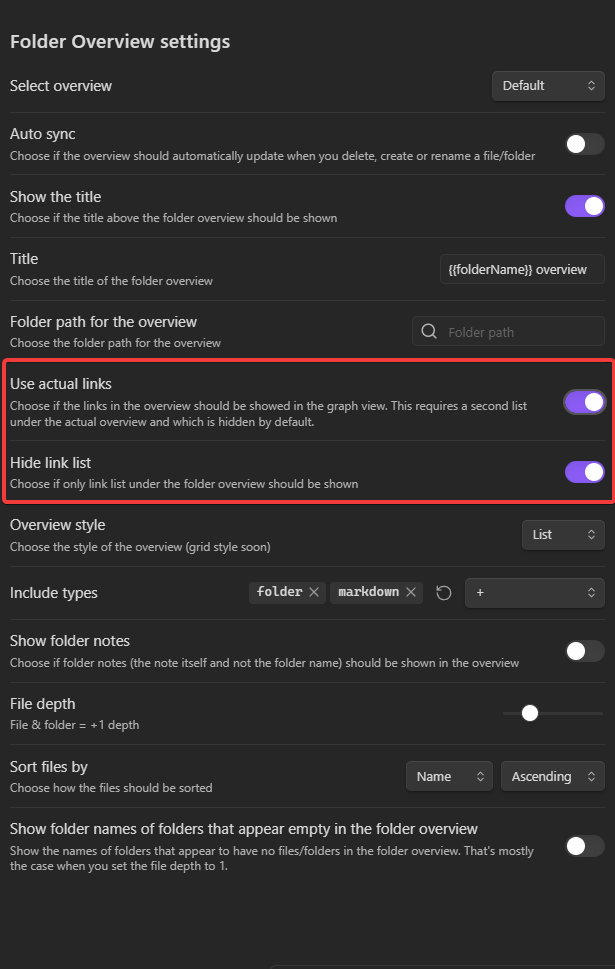 Folder Overview settings
Select overview
Default
Auto sync
Choose if the overview should automatically update when you delete, create or rename a file/folder
Show the title
Choose if the title above the folder overview should be shown
Title
Choose the title of the folder overview
{{folderName}} overview
Folder path for the overview
Choose the folder path for the overview
Folder path
Use actual links
Choose if the links in the overview should be showed in the graph view. This requires a second list
under the actual overview and which is hidden by default.
Hide link list
Choose if only link list under the folder overview should be shown
Overview style
Choose the style of the overview (grid style soon)
List
Include types
folder
markdown
+
Show folder notes
Choose if folder notes (the note itself and not the folder name) should be shown in the overview
File depth
File & folder = +1 depth
Sort files by
Choose how the files should be sorted
Name
Ascending
Show folder names of folders that appear empty in the folder overview
Show the names of folders that appear to have no files/folders in the folder overview. That's mostly
the case when you set the file depth to 1.